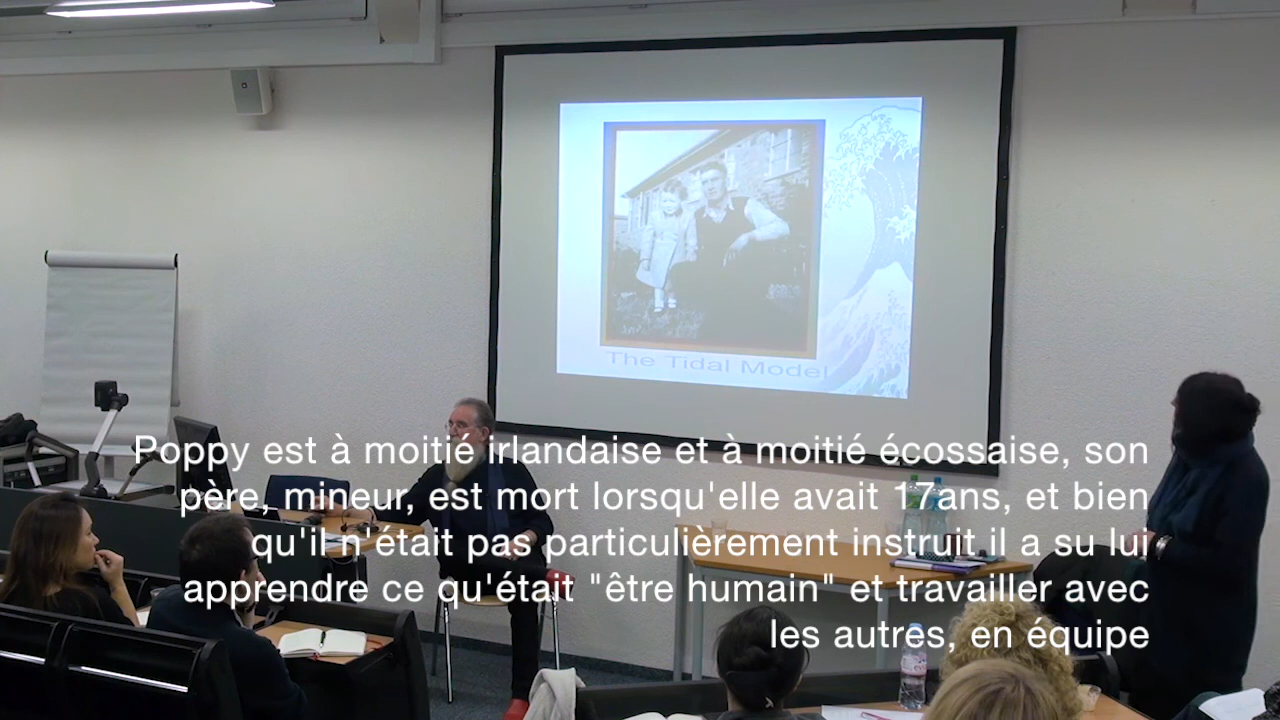 The Tidal Model
Poppy est à moitié irlandaise et à moitié écossaise, son
père, mineur, est mort lorsqu'elle avait 17ans, et bien
qu'il n'était pas particulièrement instruit il a su lui
apprendre ce qu'était "être humain" et travailler avec
les autres, en équipe